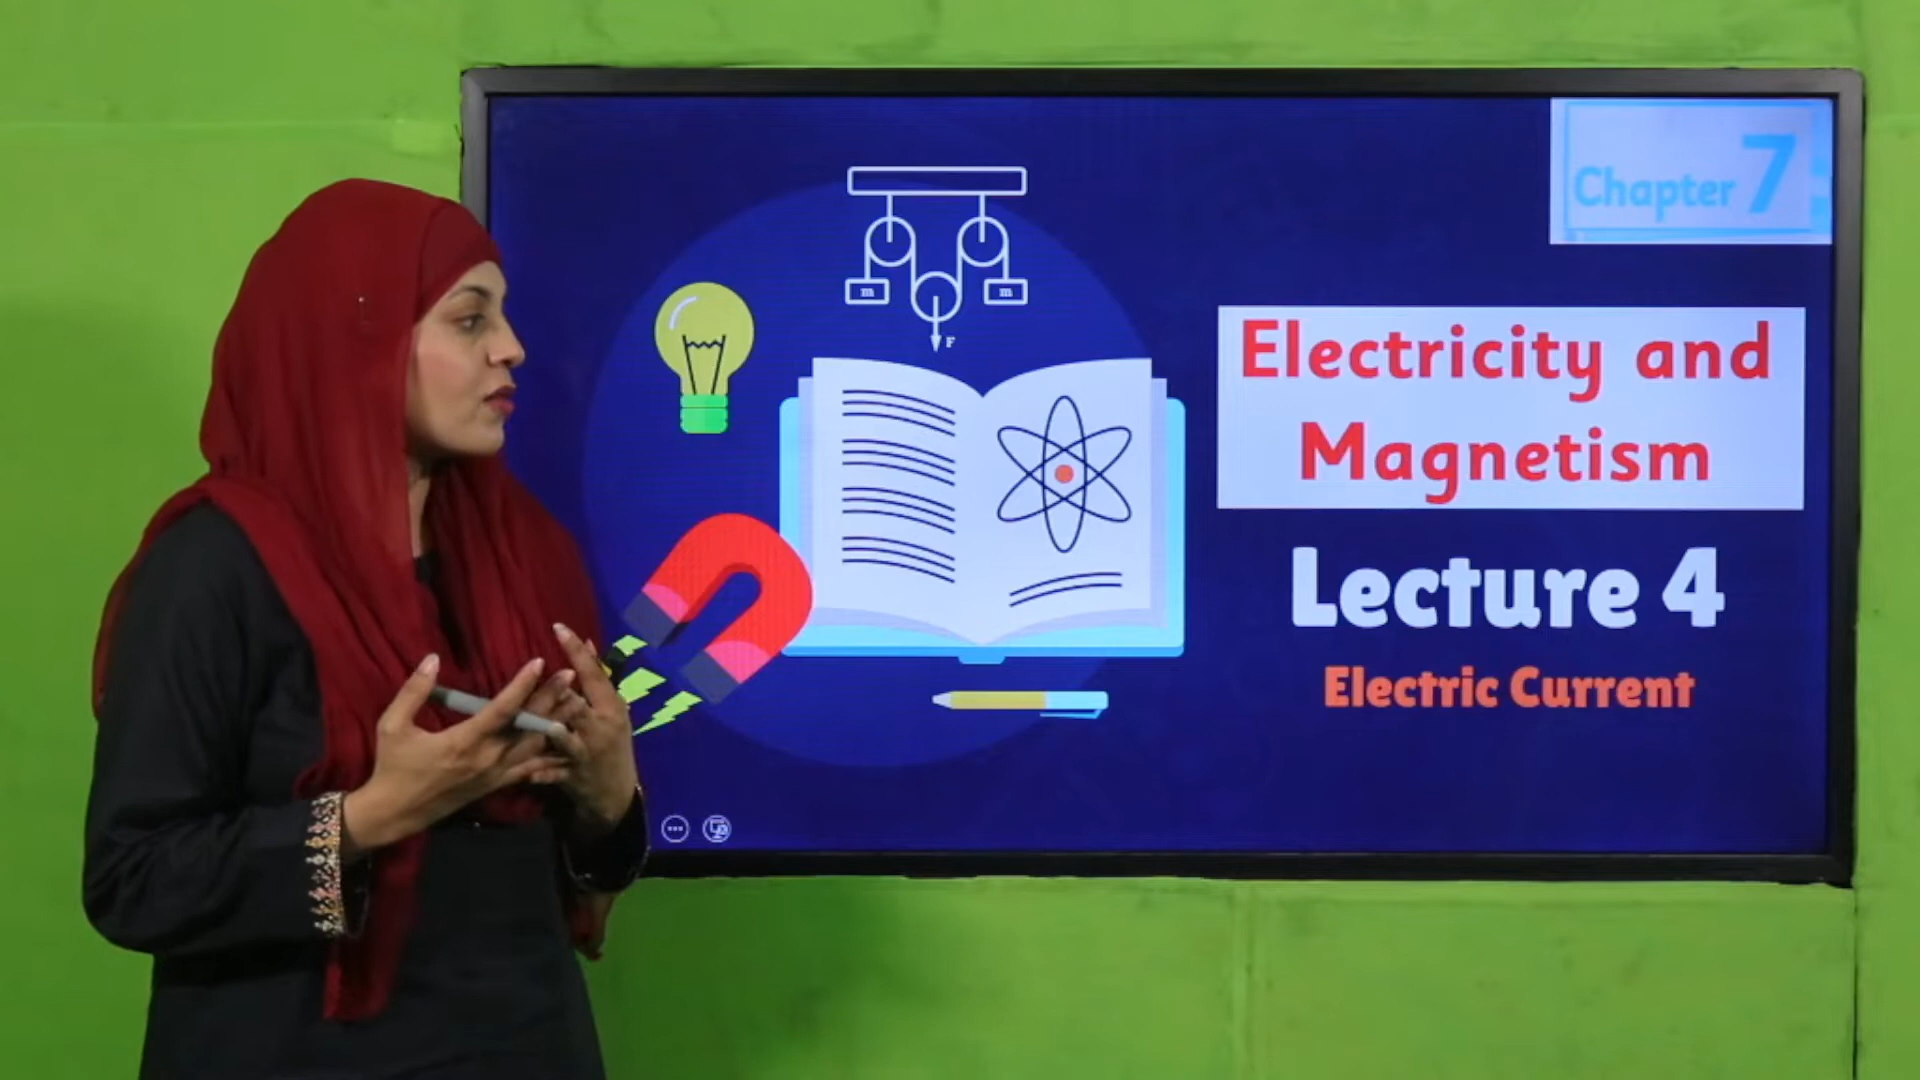 Chapter 7
m
m
F
Electricity and
Magnetism
Lecture 4
Electric Current